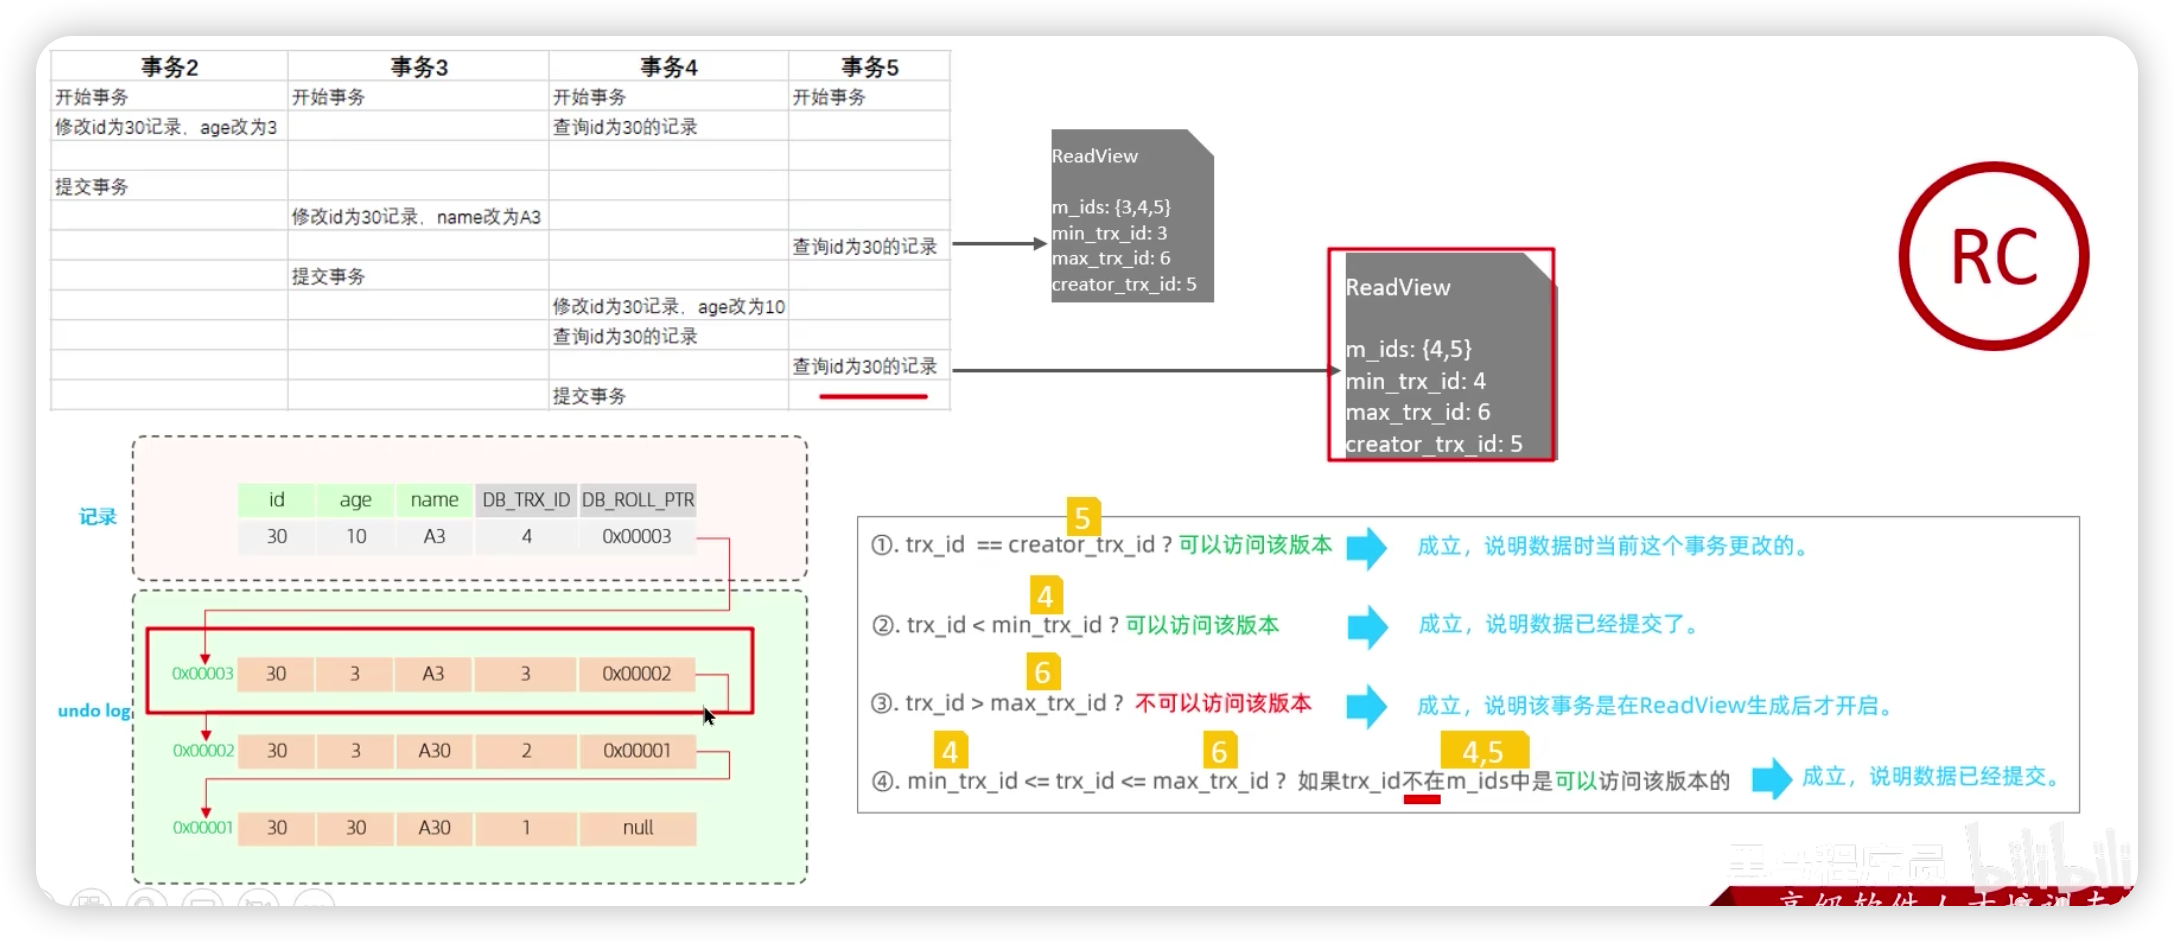 事务2 事务3 事务4 事务5
开始事务 开始事务 开始事务 开始事务
修改id为30记录，age改为3 查询id为30的记录
提交事务
修改id为30记录，name改为A3
查询id为30的记录
提交事务
修改id为30记录，age改为10
查询id为30的记录
查询id为30的记录
提交事务
ReadView
m_ids: {3,4,5}
min_trx_id: 3
max_trx_id: 6
creator_trx_id: 5
ReadView
m_ids: {4,5}
min_trx_id: 4
max_trx_id: 6
creator_trx_id: 5
RC
记录
id age name DB_TRX_ID DB_ROLL_PTR
30 10 A3 4 0x00003
undo log
0x00003 30 3 A3 3 0x00002
0x00002 30 3 A30 2 0x00001
0x00001 30 30 A30 1 null
5
①. trx_id == creator_trx_id ? 可以访问该版本 成立，说明数据时当前这个事务更改的。
4
②. trx_id < min_trx_id ? 可以访问该版本 成立，说明数据已经提交了。
6
③. trx_id > max_trx_id ? 不可以访问该版本 成立，说明该事务是在ReadView生成后才开启。
4 6 4,5
④. min_trx_id <= trx_id <= max_trx_id ? 如果trx_id不在m_ids中是可以访问该版本的 成立，说明数据已经提交。
程序员 bilibili